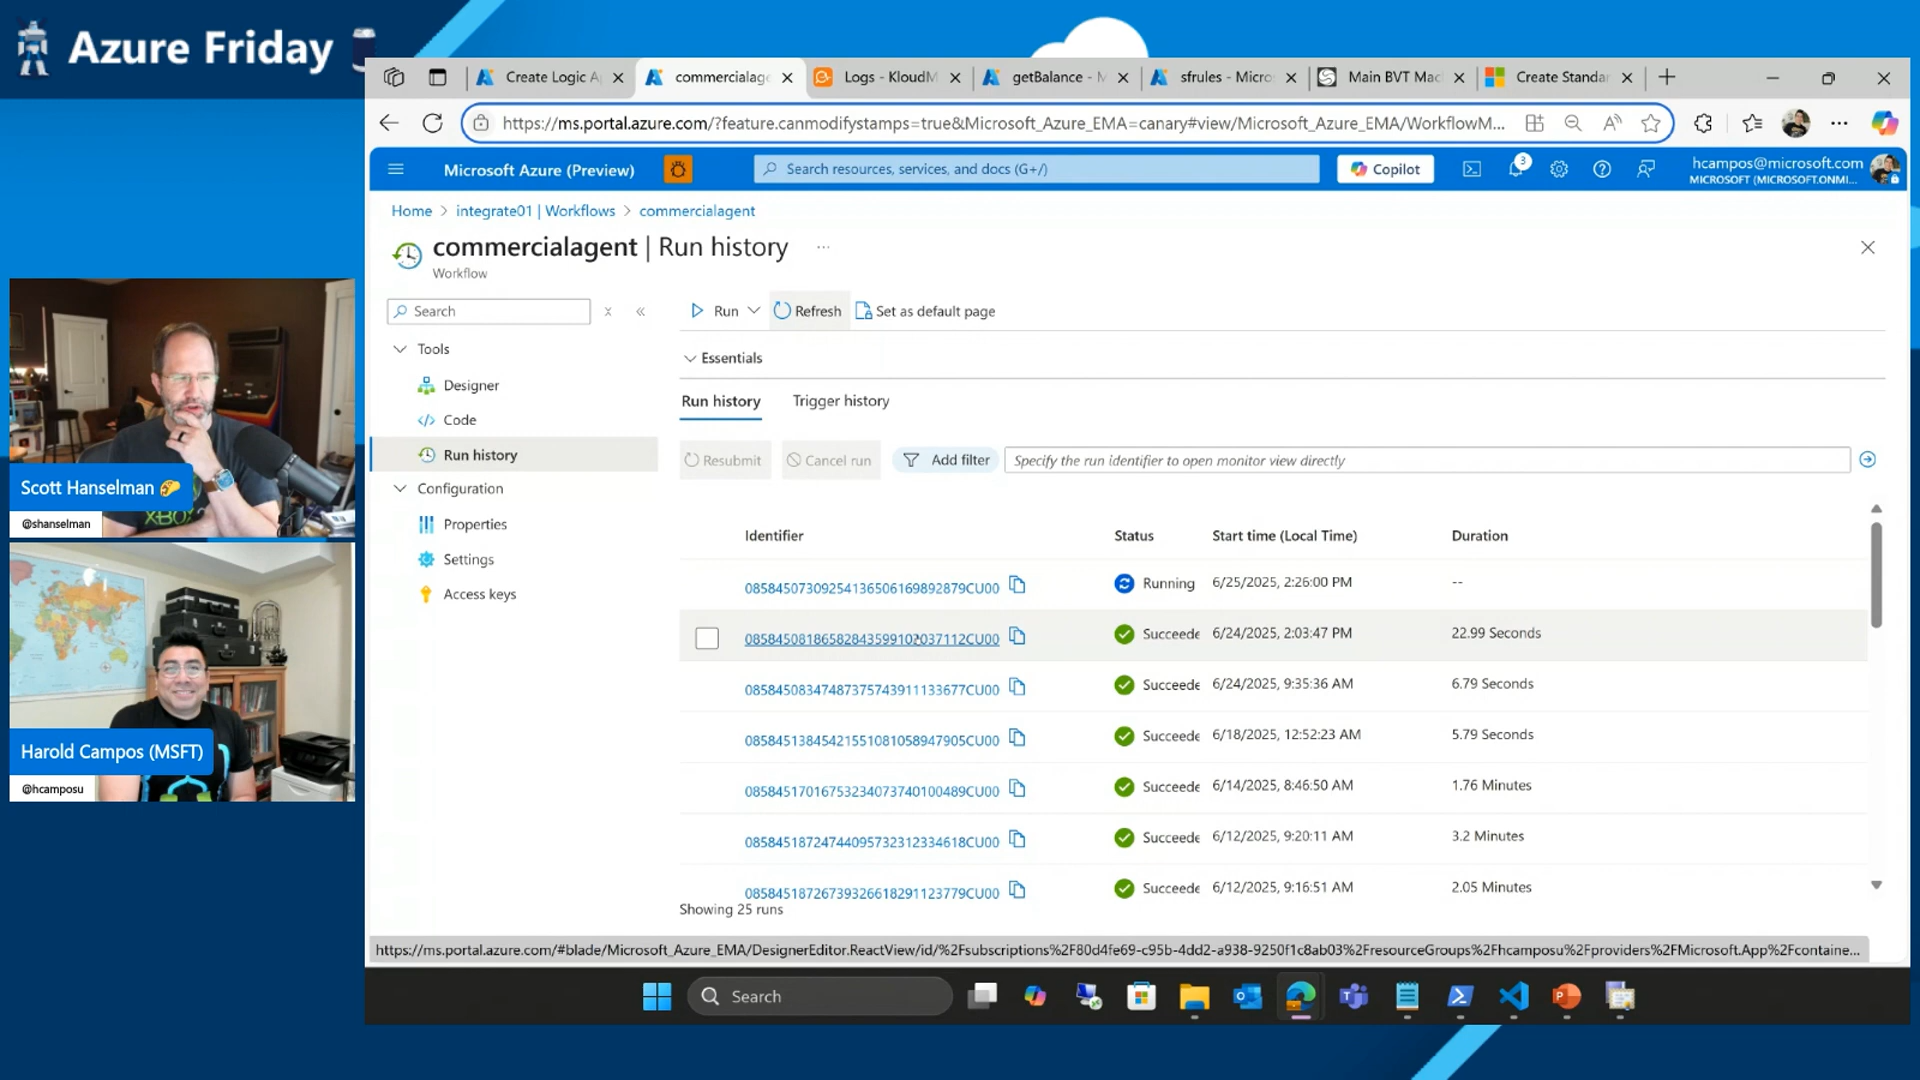 Azure Friday
Create Logic A
commercialage
Logs - KloudM
getBalance - M
sfrules - Micro
Main BVT Mac
Create Standar
https://ms.portal.azure.com/?feature.canmodifystamps=true&Microsoft_Azure_EMA=canary#view/Microsoft_Azure_EMA/WorkflowM...
Microsoft Azure (Preview)
Search resources, services, and docs (G+/)
Copilot
3
hcampos@microsoft.com
MICROSOFT (MICROSOFT.ONMI...
Home > integrate01 | Workflows > commercialagent
commercialagent | Run history ...
Workflow
Search
Run
Refresh
Set as default page
Tools
Designer
Code
Run history
Configuration
Properties
Settings
Access keys
Essentials
Run history
Trigger history
Resubmit
Cancel run
Add filter
Specify the run identifier to open monitor view directly
Identifier Status Start time (Local Time) Duration
08584507309254136506169892879CU00 Running 6/25/2025, 2:26:00 PM --
Succeede 6/24/2025, 2:03:47 PM 22.99 Seconds
08584508347487375743911133677CU00 Succeede 6/24/2025, 9:35:36 AM 6.79 Seconds
08584513845421551081058947905CU00 Succeede 6/18/2025, 12:52:23 AM 5.79 Seconds
08584517016753234073740100489CU00 Succeede 6/14/2025, 8:46:50 AM 1.76 Minutes
08584518724744095732312334618CU00 Succeede 6/12/2025, 9:20:11 AM 3.2 Minutes
08584518726739326618291123779CU00 Succeede 6/12/2025, 9:16:51 AM 2.05 Minutes
Showing 25 runs
https://ms.portal.azure.com/#blade/Microsoft_Azure_EMA/DesignerEditor.ReactView/id/%2Fsubscriptions%2F80d4fe69-c95b-4dd2-a938-9250f1c8ab03%2FresourceGroups%2Fhcamposu%2Fproviders%2FMicrosoft.App%2Fcontaine...
Search
Scott Hanselman 🌮
@shanselman
XBOX
Harold Campos (MSFT)
@hcamposu